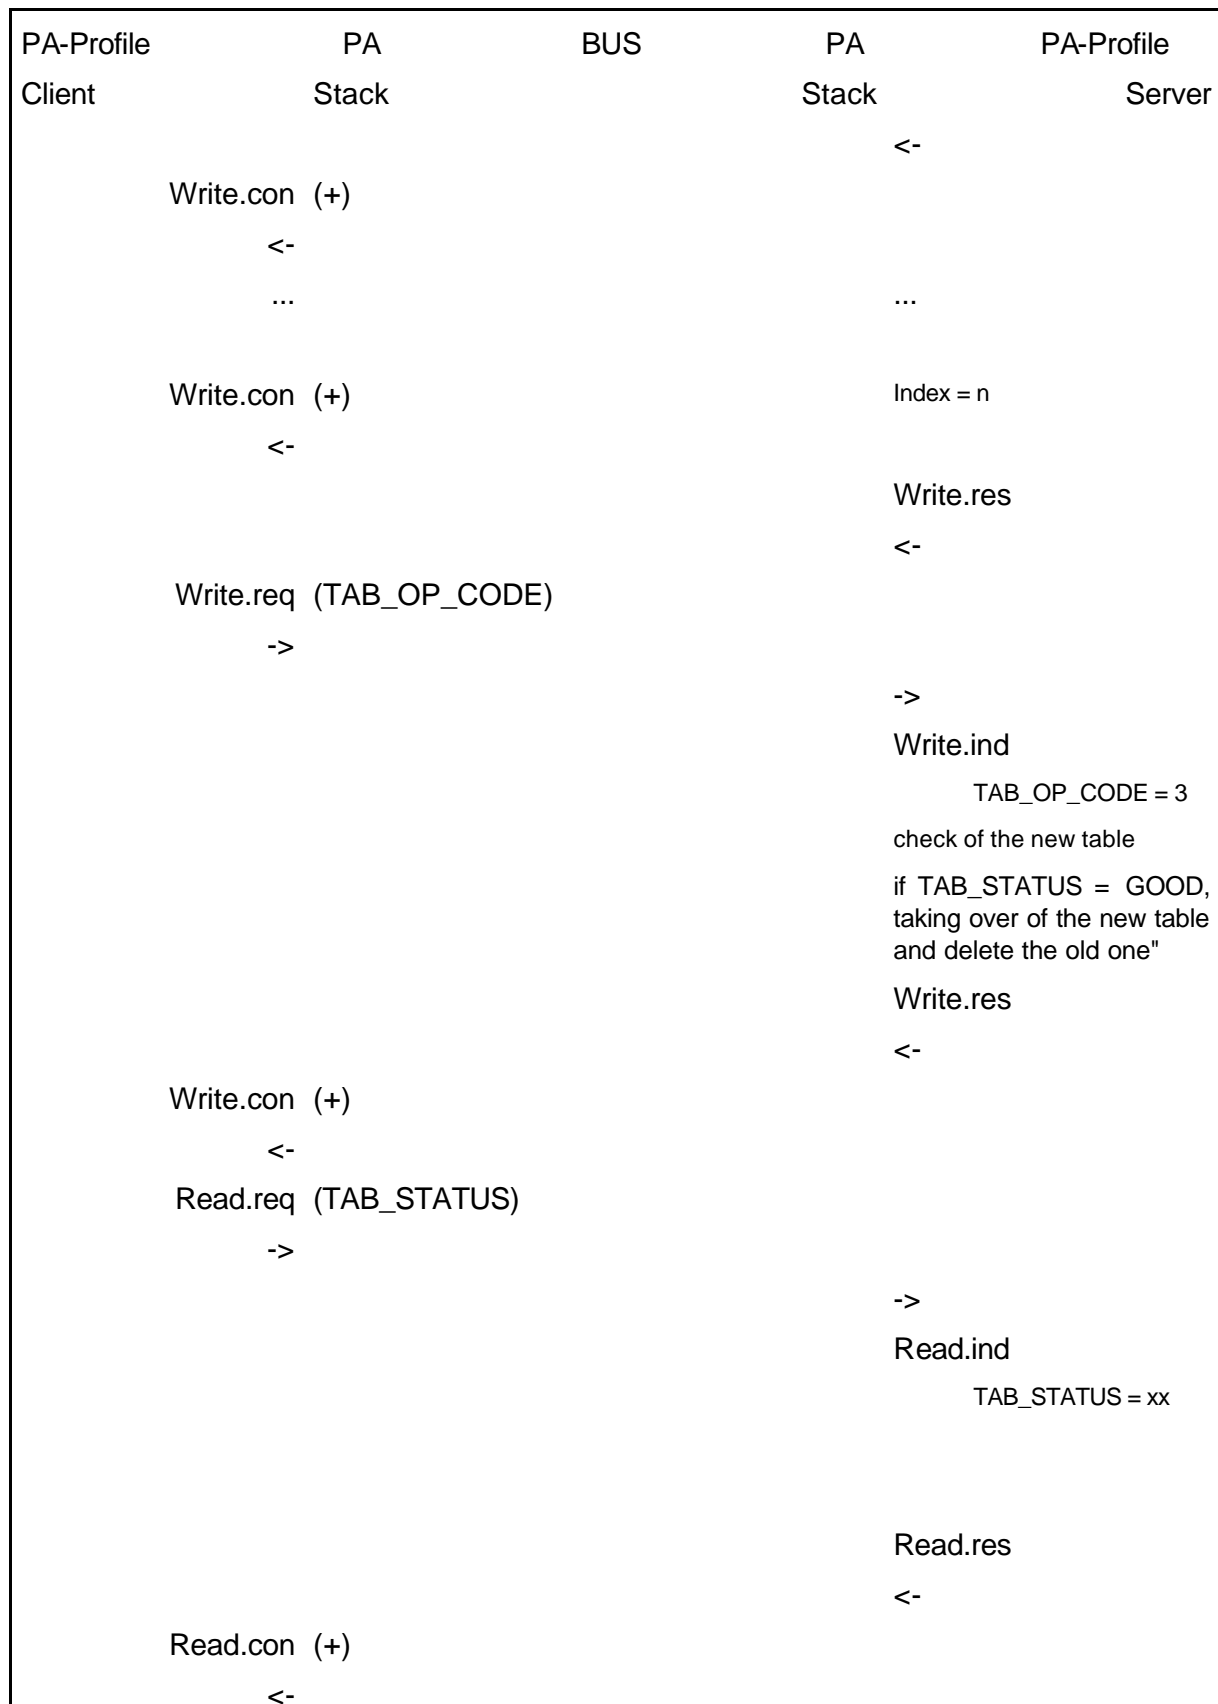 PA-Profile PA BUS PA PA-Profile
Client Stack Stack Server
<-
Write.con (+)
<-
... ...
Write.con (+) Index = n
<-
Write.res
<-
Write.req (TAB_OP_CODE)
->
->
Write.ind
TAB_OP_CODE = 3
check of the new table
if TAB_STATUS = GOOD,
taking over of the new table
and delete the old one"
Write.res
<-
Write.con (+)
<-
Read.req (TAB_STATUS)
->
->
Read.ind
TAB_STATUS = xx
Read.res
<-
Read.con (+)
<-